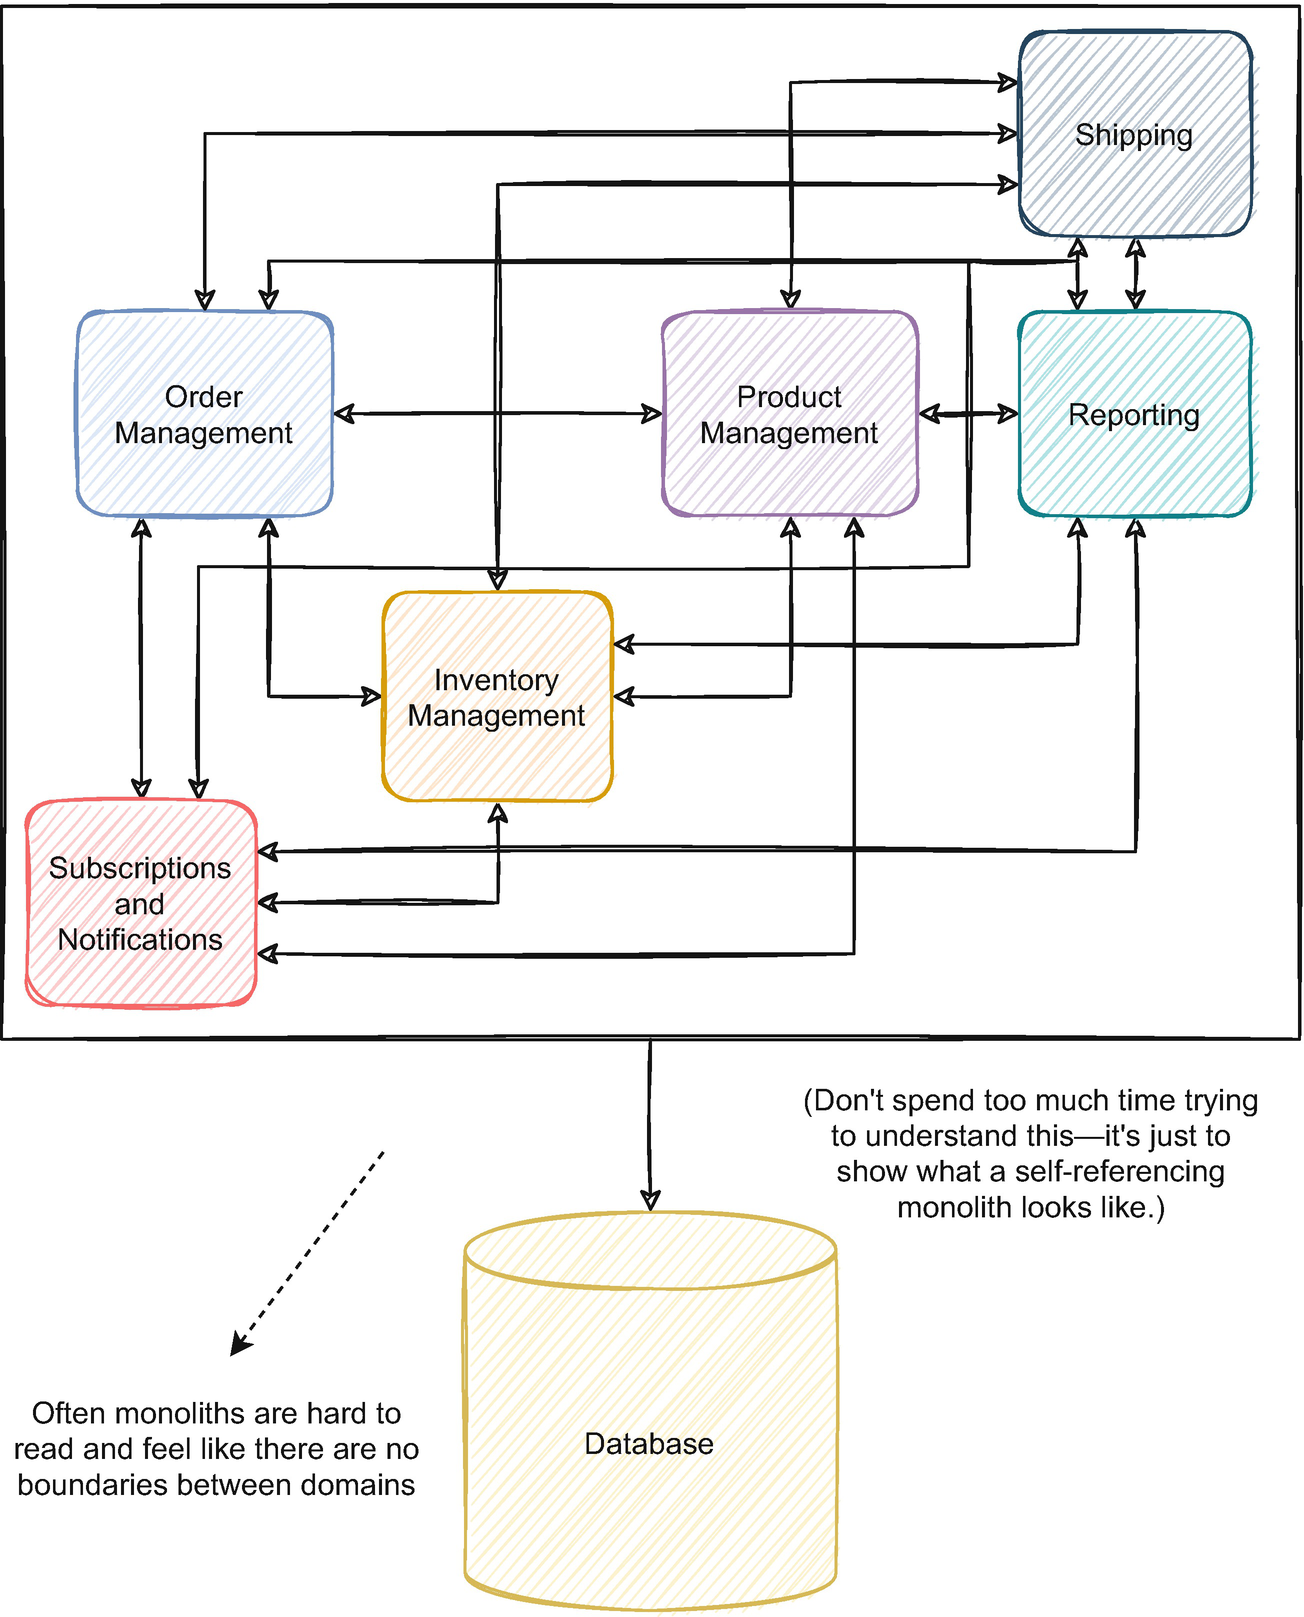 Shipping
Order
Management
Product
Management
Reporting
Inventory
Management
Subscriptions
and
Notifications
(Don't spend too much time trying
to understand this—it's just to
show what a self-referencing
monolith looks like.)
Often monoliths are hard to
read and feel like there are no
boundaries between domains
Database